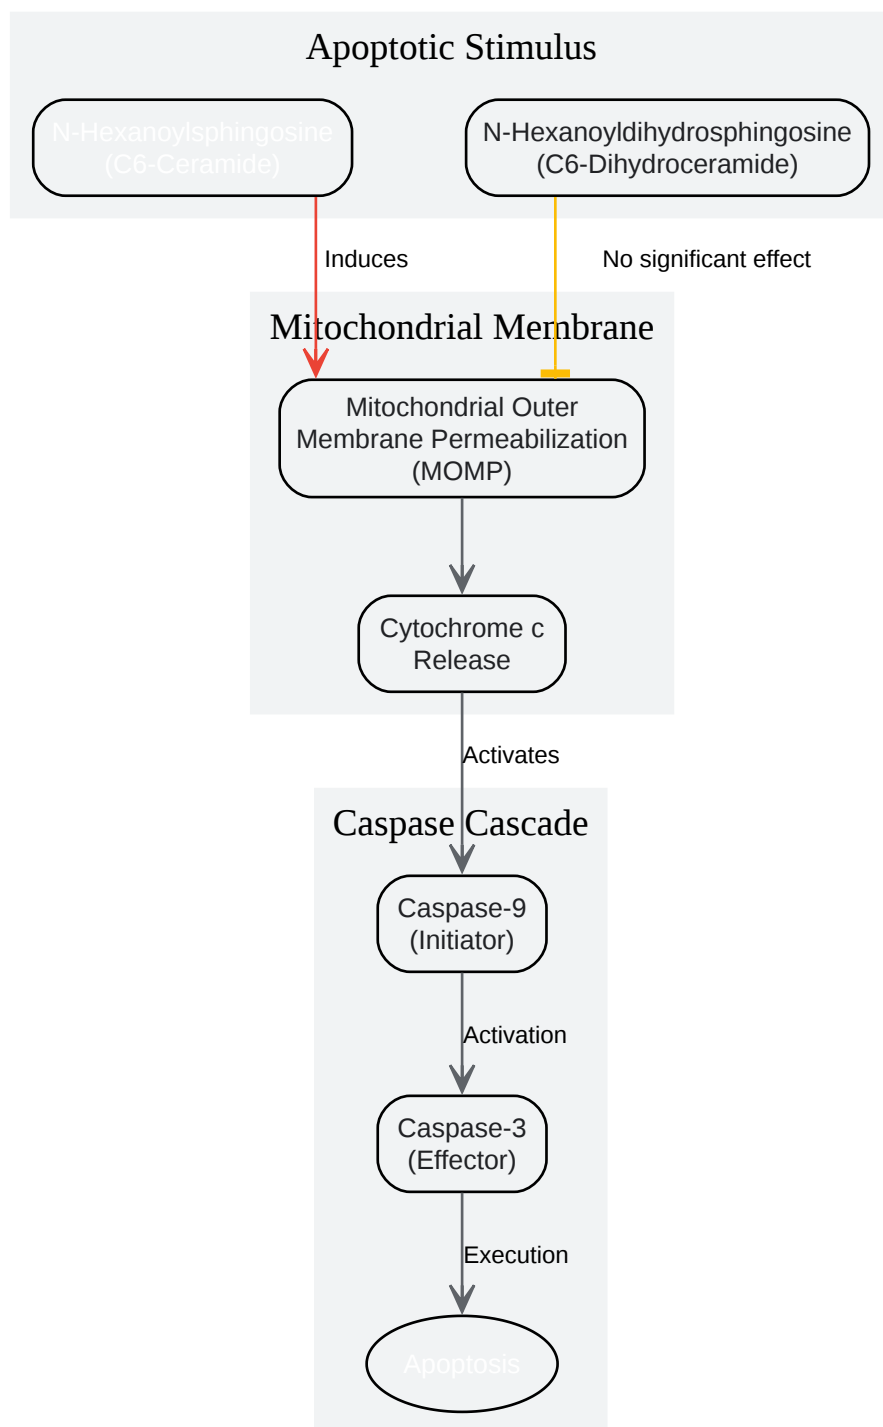 Apoptotic Stimulus
N-Hexanoylsphingosine
(C6-Ceramide)
N-Hexanoyldihydrosphingosine
(C6-Dihydroceramide)
Induces
No significant effect
Mitochondrial Membrane
Mitochondrial Outer
Membrane Permeabilization
(MOMP)
Cytochrome c
Release
Activates
Caspase Cascade
Caspase-9
(Initiator)
Activation
Caspase-3
(Effector)
Execution
Apoptosis